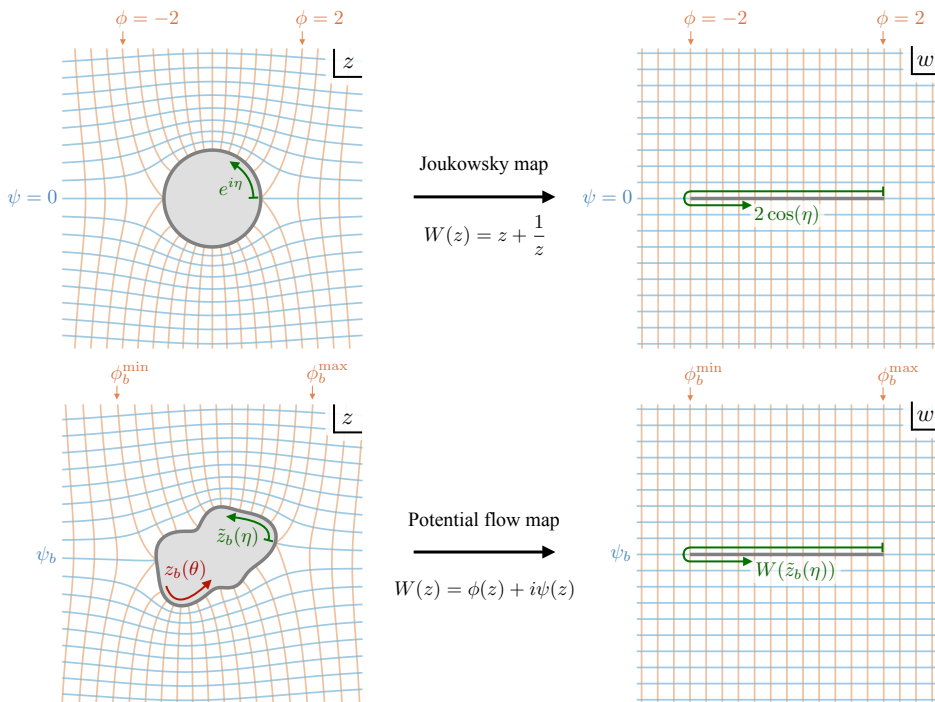 ϕ = −2
ϕ = 2
z
ψ = 0
e^{iη}
Joukowsky map
W(z) = z + 1/z
ϕ = −2
ϕ = 2
w
ψ = 0
2 cos(η)
ϕ_b^min
ϕ_b^max
z
ψ_b
z̃_b(η)
z_b(θ)
Potential flow map
W(z) = ϕ(z) + iψ(z)
ϕ_b^min
ϕ_b^max
w
ψ_b
W(z̃_b(η))